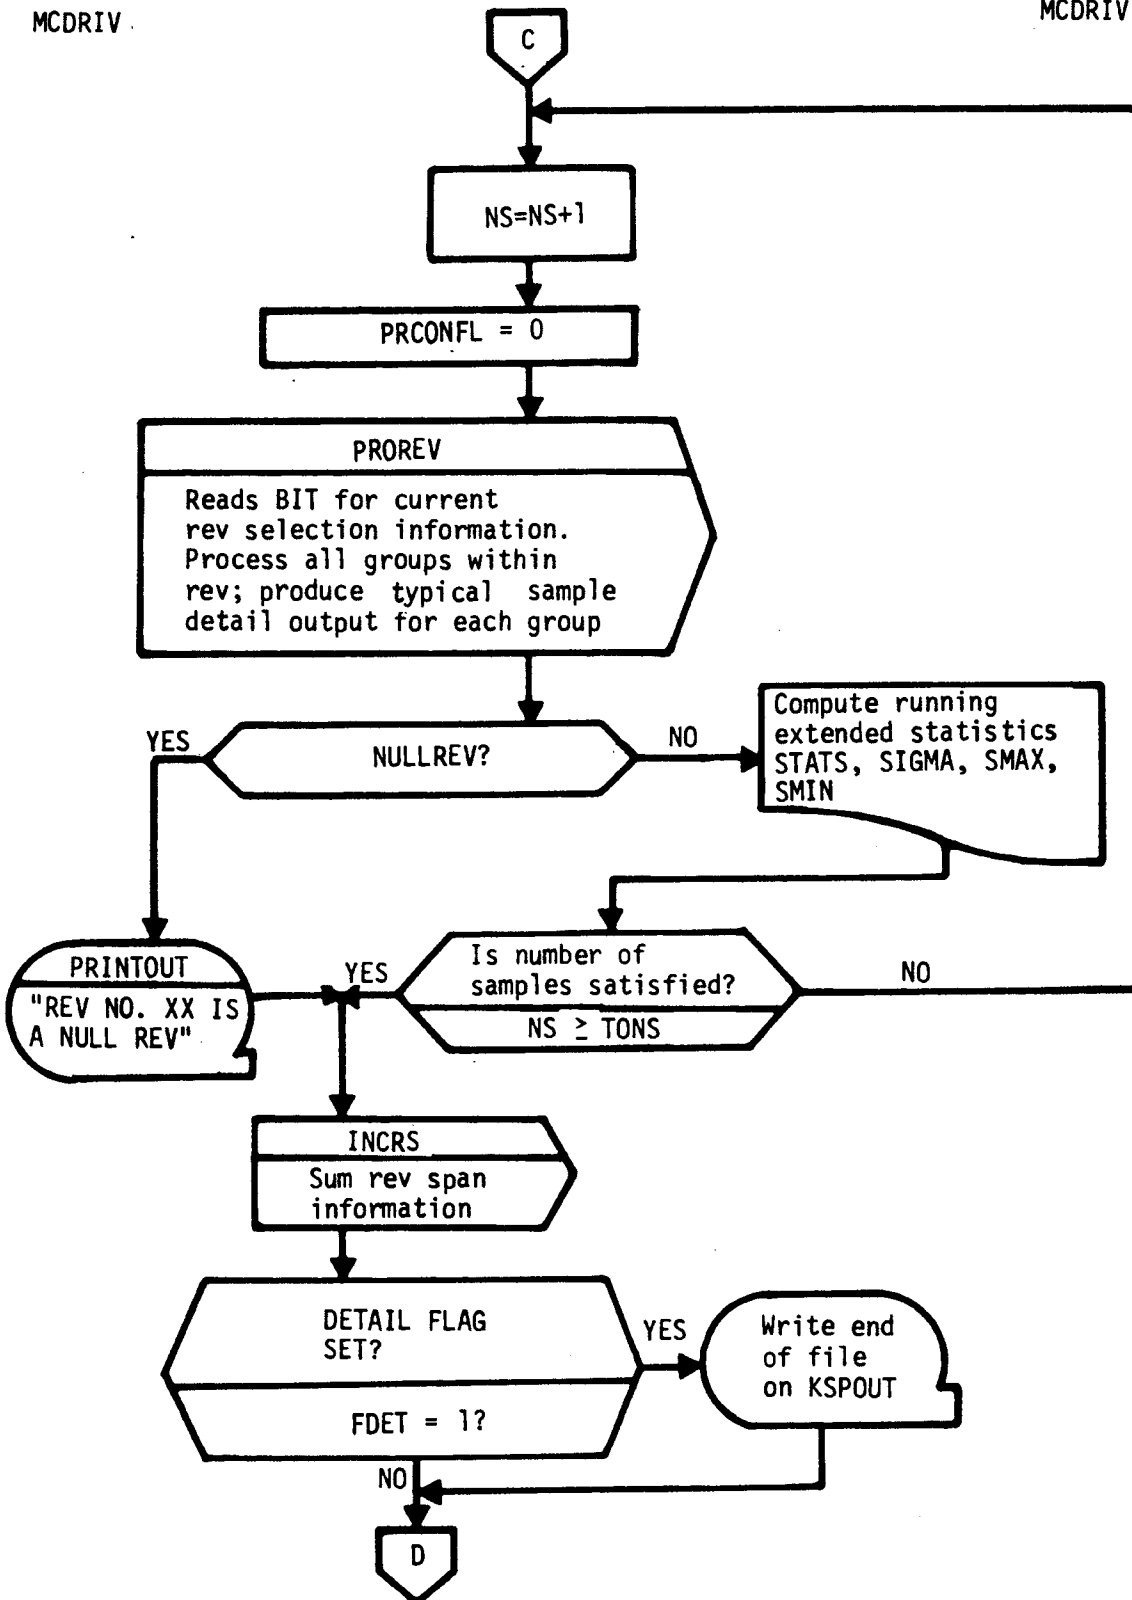 MCDRIV
MCDRIV
C
NS=NS+1
PRCONFL = 0
PROREV
Reads BIT for current
rev selection information.
Process all groups within
rev; produce typical sample
detail output for each group
YES
NULLREV?
NO
Compute running
extended statistics
STATS, SIGMA, SMAX,
SMIN
PRINTOUT
"REV NO. XX IS
A NULL REV"
YES
Is number of
samples satisfied?
NS ≥ TONS
NO
INCRS
Sum rev span
information
DETAIL FLAG
SET?
FDET = 1?
YES
Write end
of file
on KSPOUT
NO
D